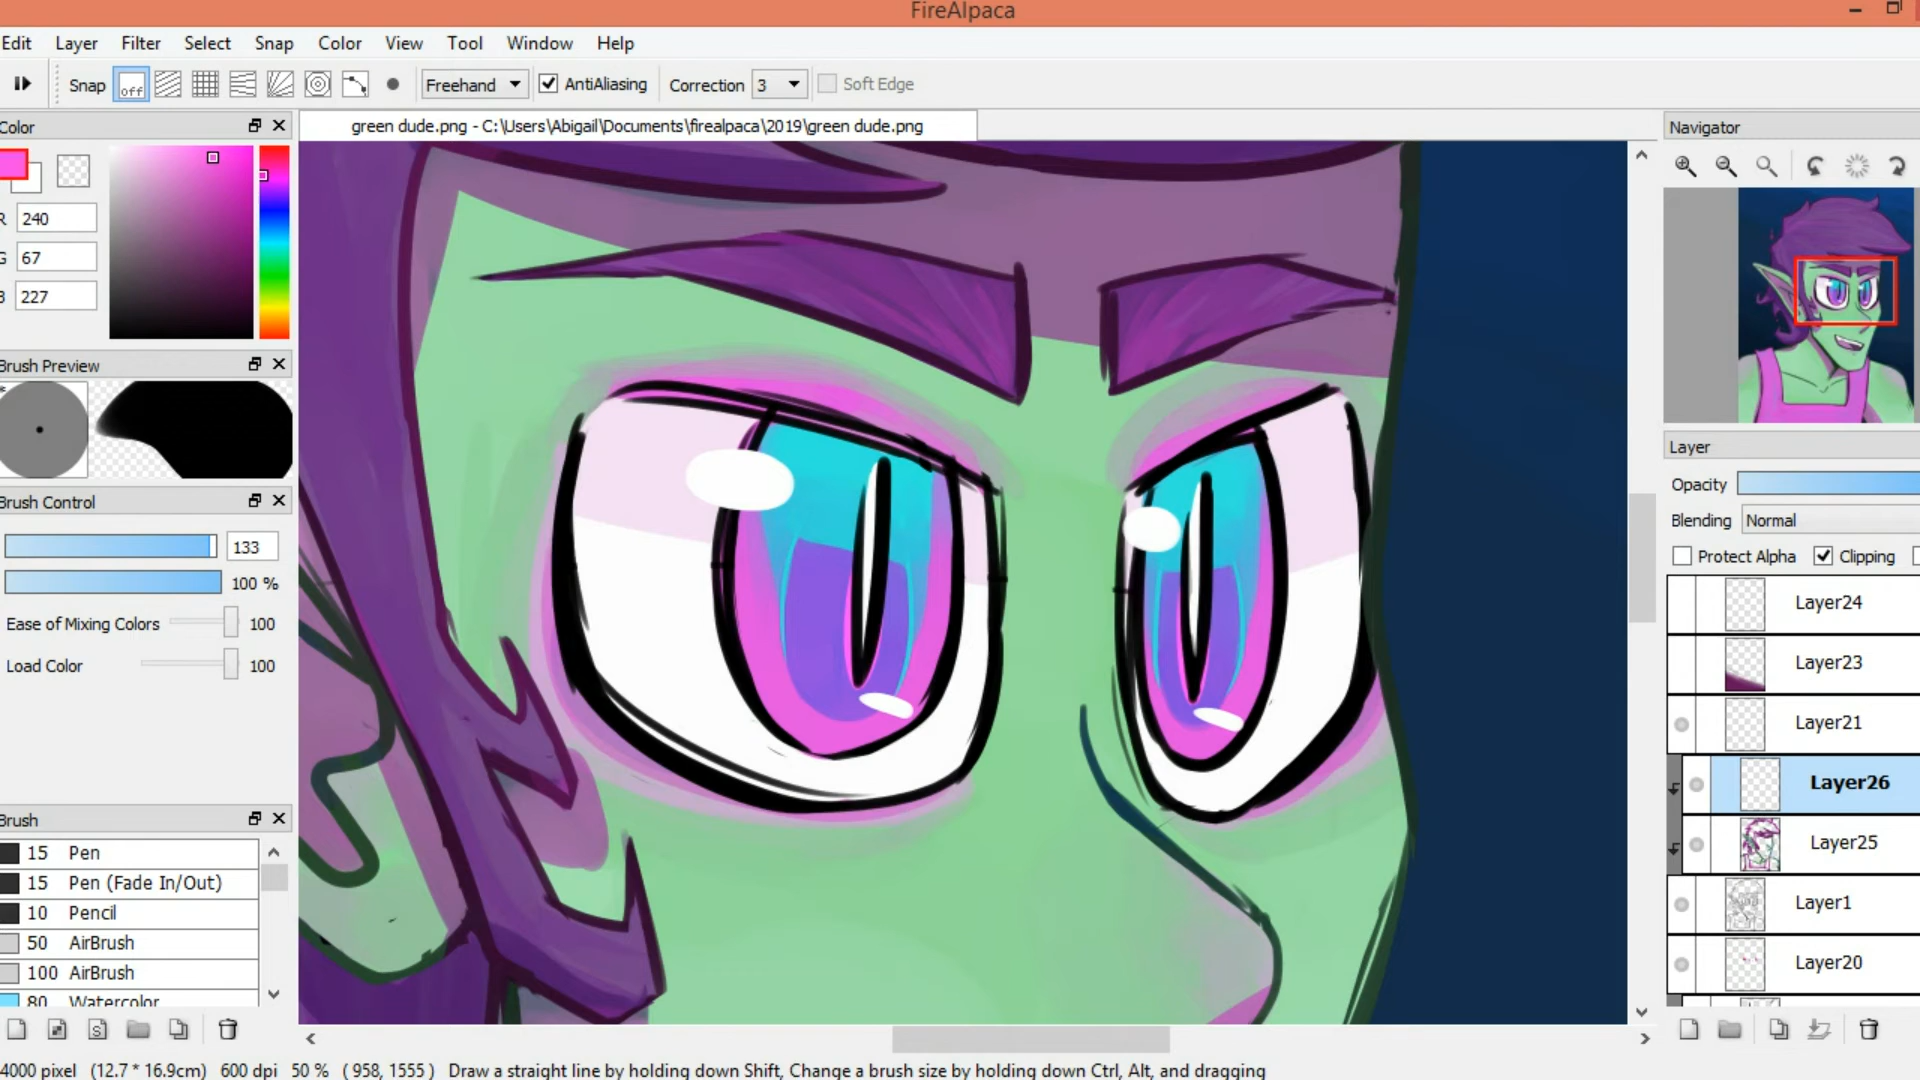 FireAlpaca
Edit Layer Filter Select Snap Color View Tool Window Help
Snap off Freehand AntiAliasing Correction 3 Soft Edge
Color
green dude.png - C:\Users\Abigail\Documents\firealpaca\2019\green dude.png
Navigator
R 240
G 67
B 227
Brush Preview
Brush Control
133
100 %
Ease of Mixing Colors 100
Load Color 100
Brush
15 Pen
15 Pen (Fade In/Out)
10 Pencil
50 AirBrush
100 AirBrush
80 Watercolor
Layer
Opacity
Blending Normal
Protect Alpha Clipping
Layer24
Layer23
Layer21
Layer26
Layer25
Layer1
Layer20
4000 pixel (12.7 * 16.9cm) 600 dpi 50 % ( 958, 1555 ) Draw a straight line by holding down Shift, Change a brush size by holding down Ctrl, Alt, and dragging